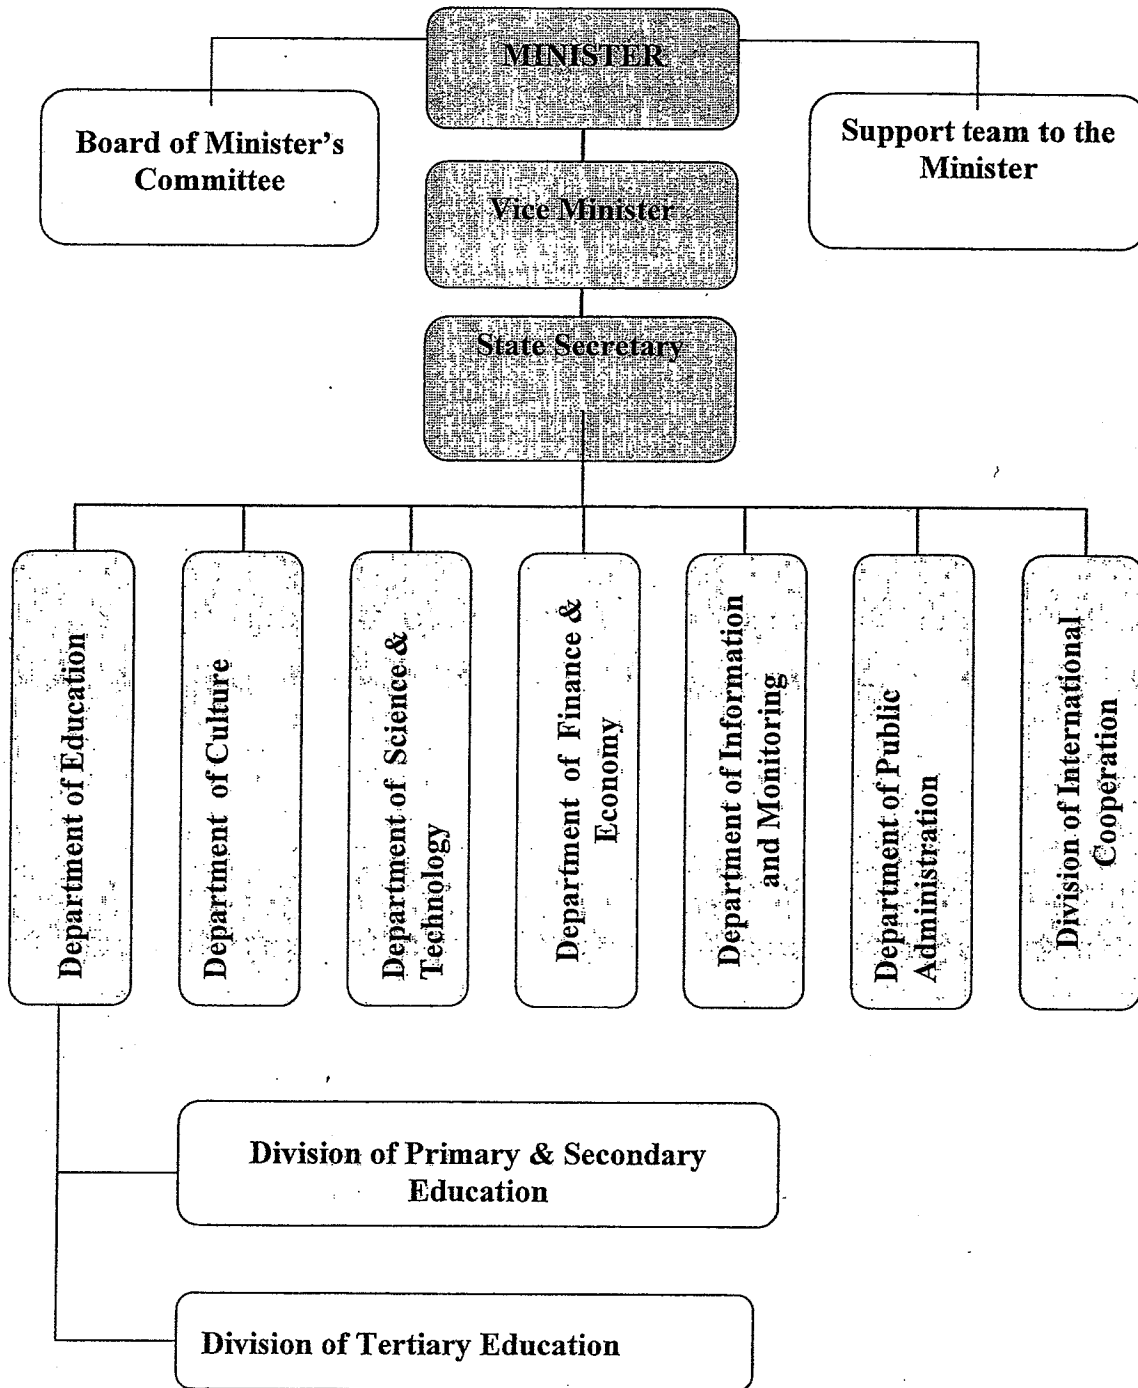 MINISTER
Board of Minister's
Committee
Support team to the
Minister
Vice Minister
State Secretary
Department of Education
Department of Culture
Department of Science &
Technology
Department of Finance &
Economy
Department of Information
and Monitoring
Department of Public
Administration
Division of International
Cooperation
Division of Primary & Secondary
Education
Division of Tertiary Education